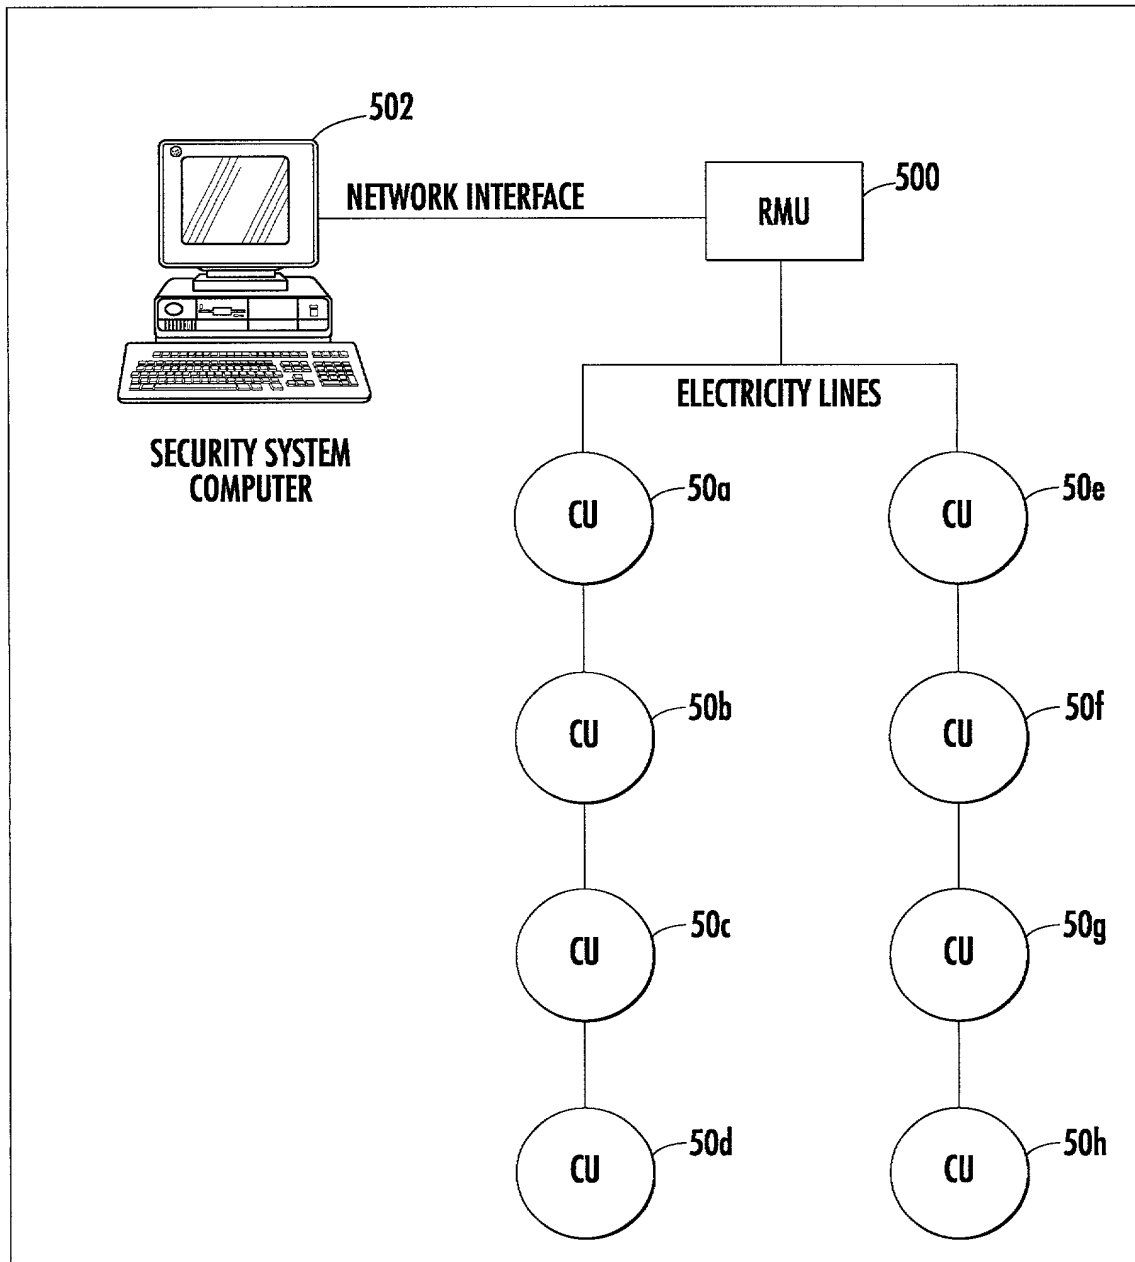 502
NETWORK INTERFACE
RMU
500
ELECTRICITY LINES
SECURITY SYSTEM
COMPUTER
CU
50a
CU
50e
CU
50b
CU
50f
CU
50c
CU
50g
CU
50d
CU
50h